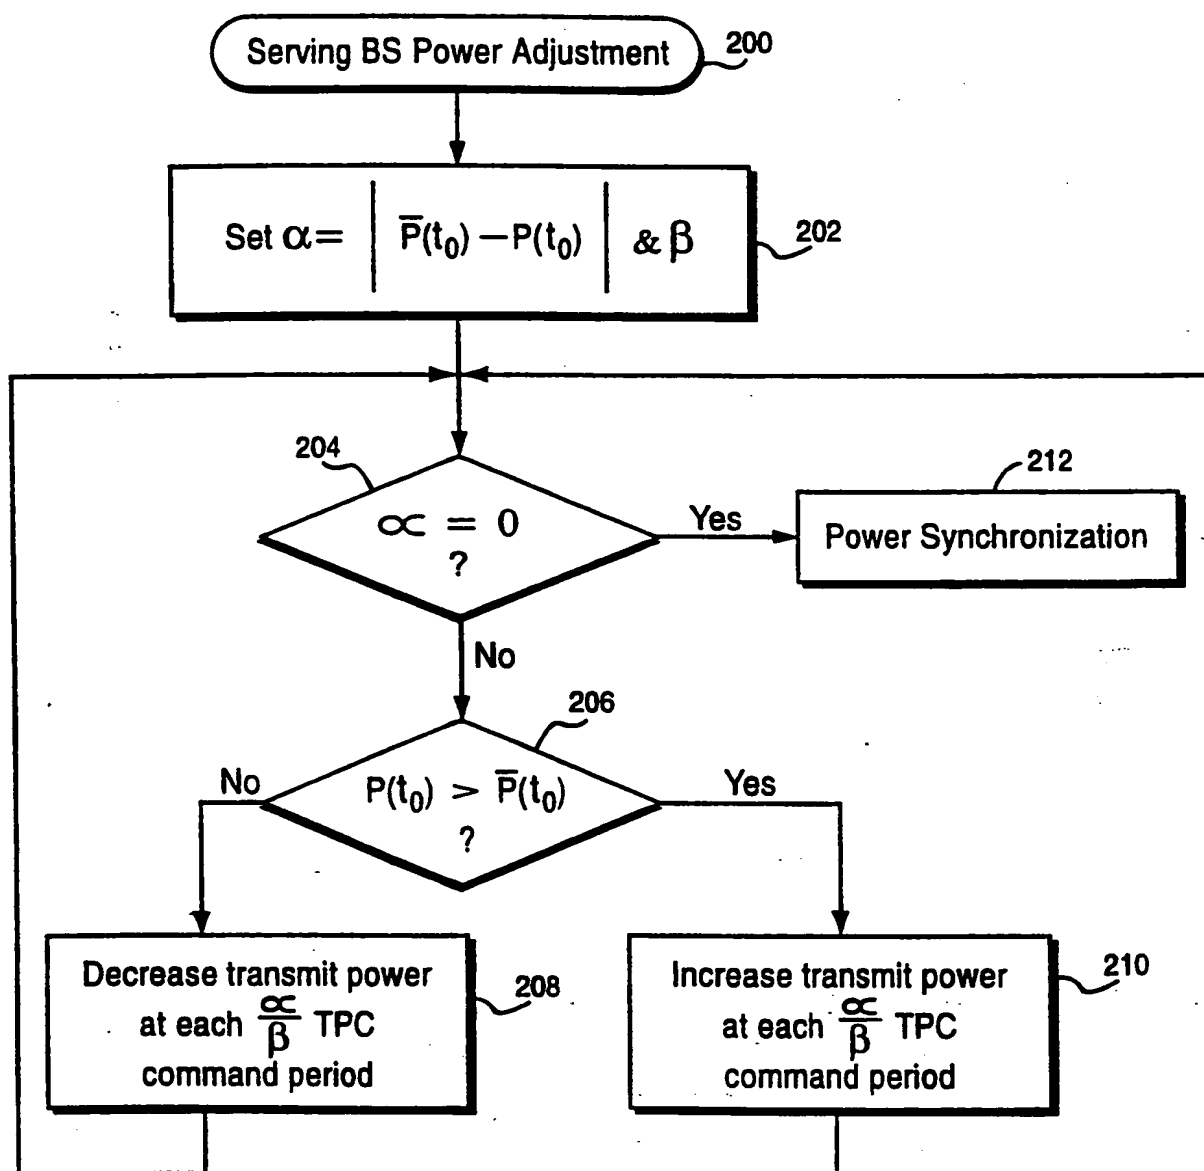 Serving BS Power Adjustment
200
Set α= | P̅(t₀) − P(t₀) | & β
202
204
∝ = 0
?
Yes
212
Power Synchronization
No
206
P(t₀) > P̅(t₀)
?
No
Yes
Decrease transmit power
at each ∝/β TPC
command period
208
Increase transmit power
at each ∝/β TPC
command period
210